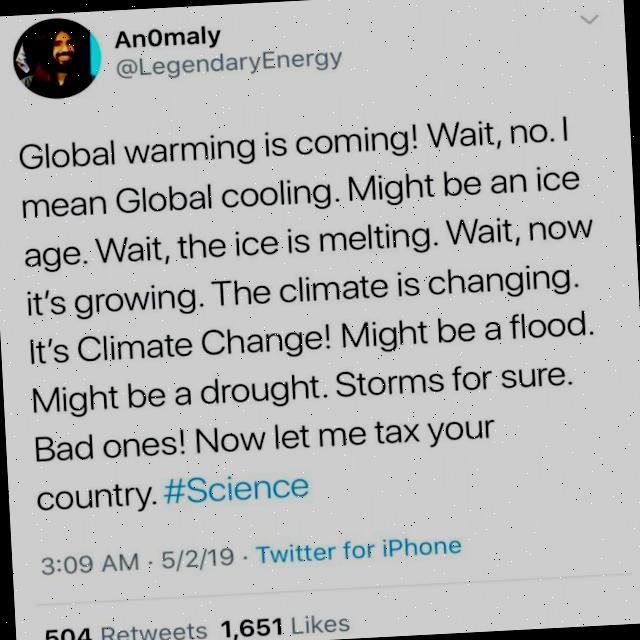 An0maly
@LegendaryEnergy
Global warming is coming! Wait, no. I
mean Global cooling. Might be an ice
age. Wait, the ice is melting. Wait, now
it's growing. The climate is changing.
It's Climate Change! Might be a flood.
Might be a drought. Storms for sure.
Bad ones! Now let me tax your
country. #Science
3:09 AM · 5/2/19 · Twitter for iPhone
504 Retweets 1,651 Likes